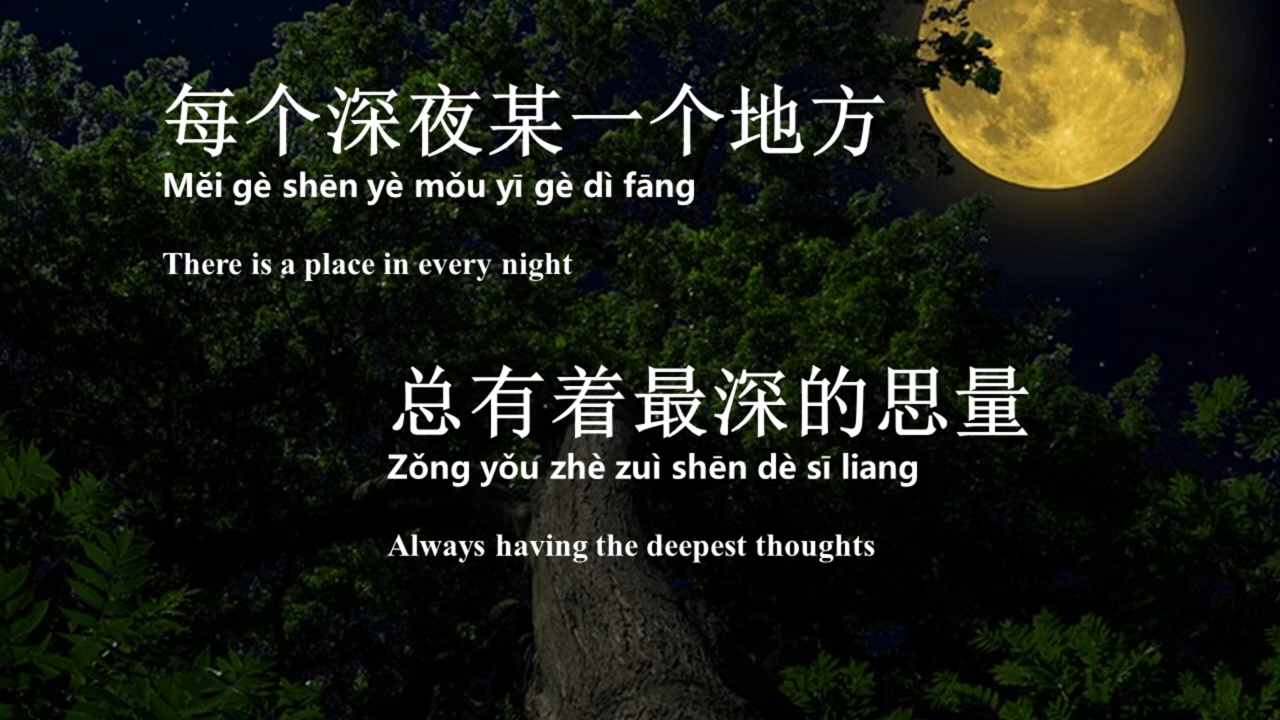 每个深夜某一个地方
Měi gè shēn yè mǒu yī gè dì fāng
There is a place in every night
总有着最深的思量
Zǒng yǒu zhè zuì shēn dè sī liang
Always having the deepest thoughts